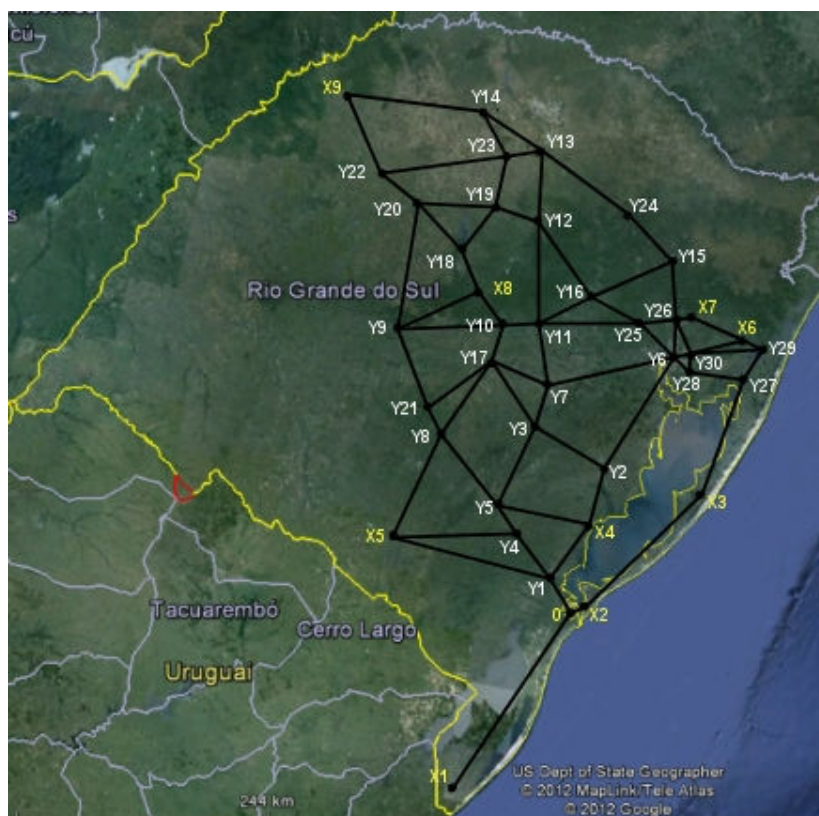 cú
s
X9
Y14
Y13
Y23
Y22
Y19
Y20
Y24
Y12
Y18
Y15
Rio Grande do Sul
X8
Y16
X7
Y26
Y9
Y10
Y11
Y25
X6
Y6
Y29
Y30
Y17
Y28
Y27
Y7
Y21
Y8
Y3
Y2
Y5
X3
X5
Y4
X4
Y1
Tacuarembó
0
X2
Cerro Largo
Uruguai
X1
US Dept of State Geographer
244 km
© 2012 MapLink/Tele Atlas
© 2012 Google